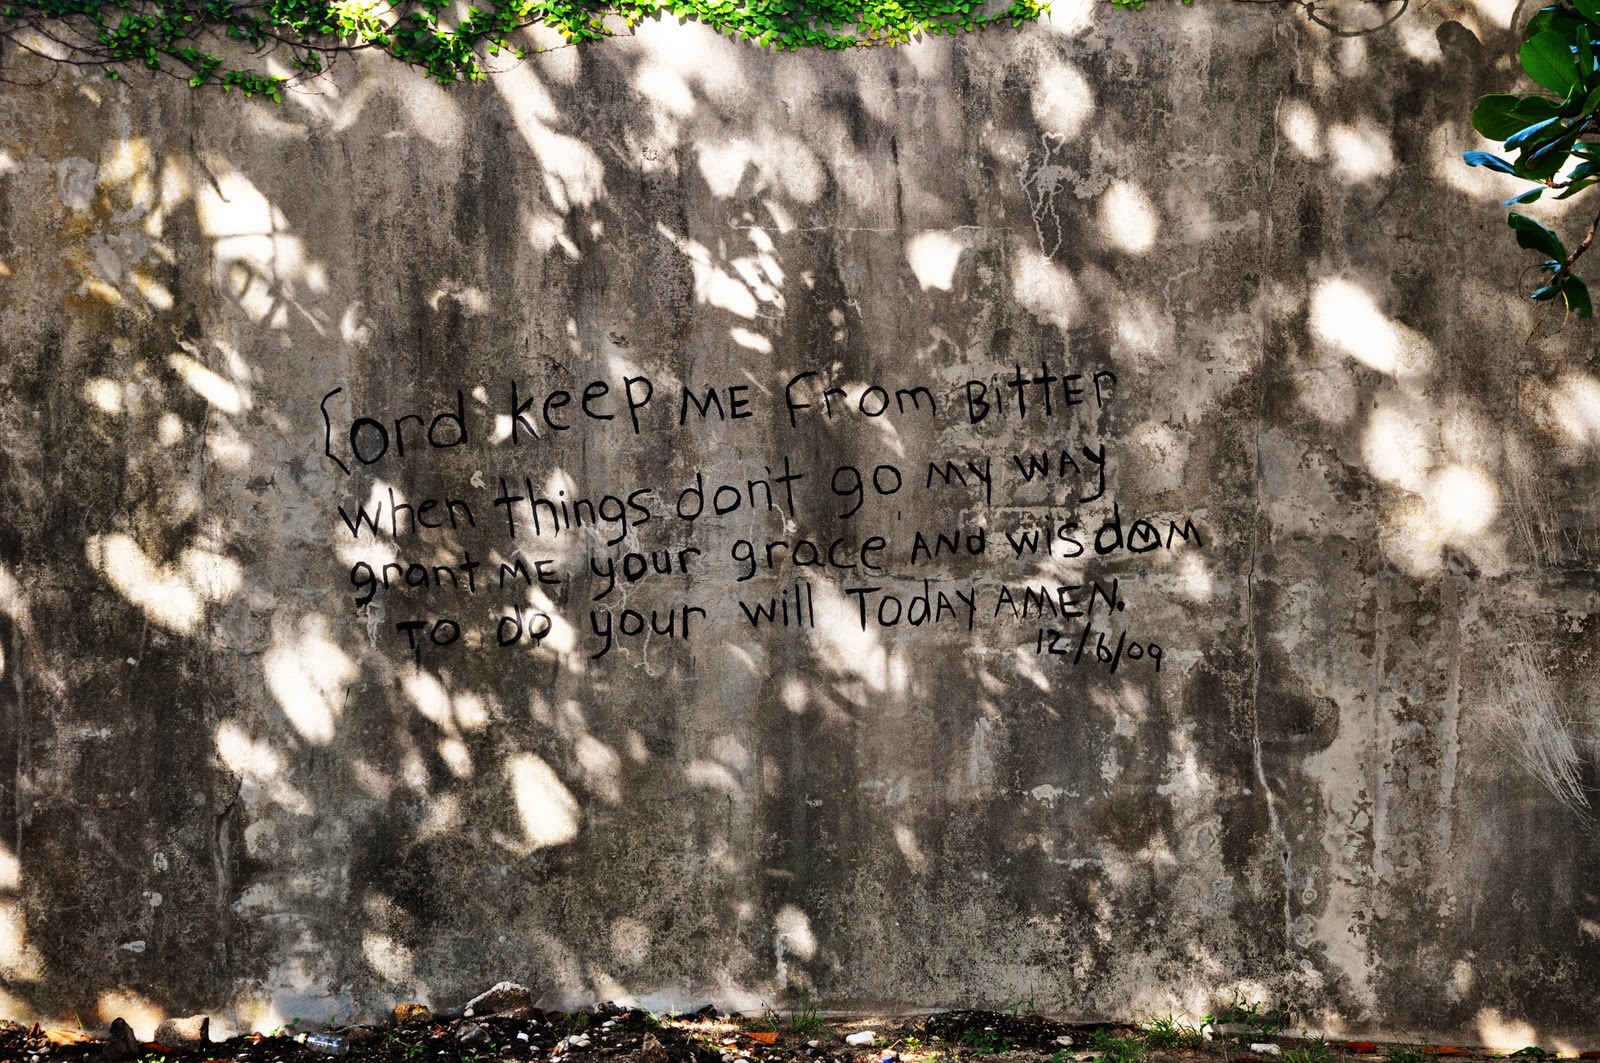 Lord keep ME From BittEr
when things don't go MY WAy
grant ME your grace ANd wisdom
To do your will TodAY AMEN.
12/6/09